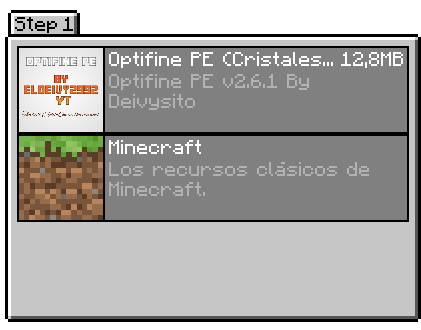 Step 1
OPTIFINE PE
BY
ELDEIVY2992
YT
Optifine PE (Cristales... 12,8MB
Optifine PE v2.6.1 By
Deivysito
Minecraft
Los recursos clásicos de
Minecraft.